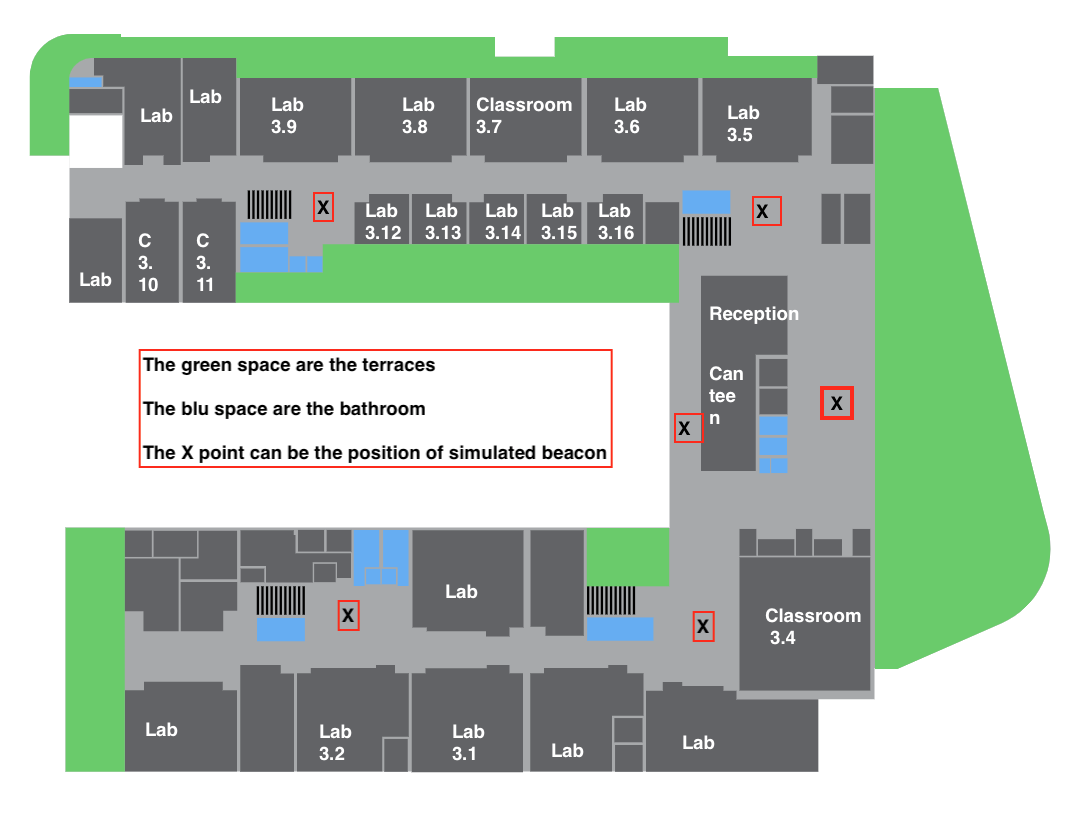 Lab
Lab
Lab
3.9
Lab
3.8
Classroom
3.7
Lab
3.6
Lab
3.5
X
X
Lab
3.12
Lab
3.13
Lab
3.14
Lab
3.15
Lab
3.16
Lab
C
3.
10
C
3.
11
Reception
Can
tee
n
X
X
The green space are the terraces
The blu space are the bathroom
The X point can be the position of simulated beacon
Lab
X
X
Classroom
3.4
Lab
Lab
3.2
Lab
3.1
Lab
Lab